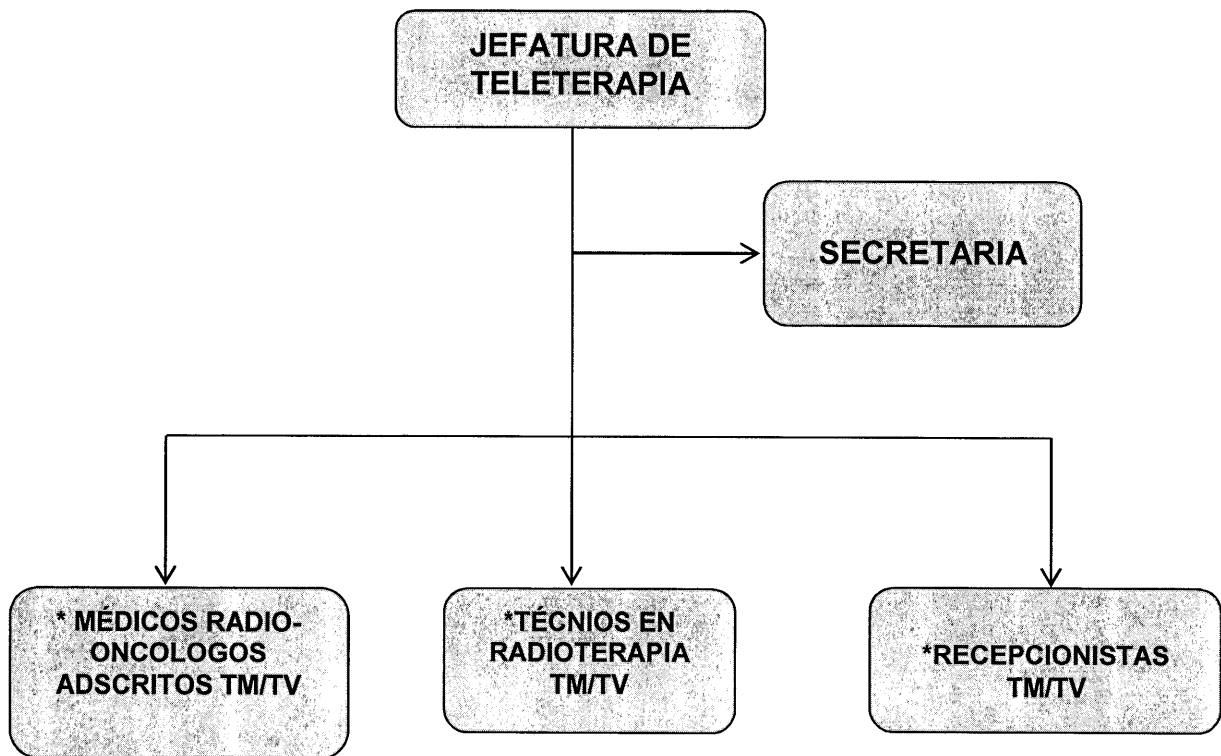 JEFATURA DE
TELETERAPIA
SECRETARIA
* MÉDICOS RADIO-
ONCOLOGOS
ADSCRITOS TM/TV
*TÉCNIOS EN
RADIOTERAPIA
TM/TV
*RECEPCIONISTAS
TM/TV